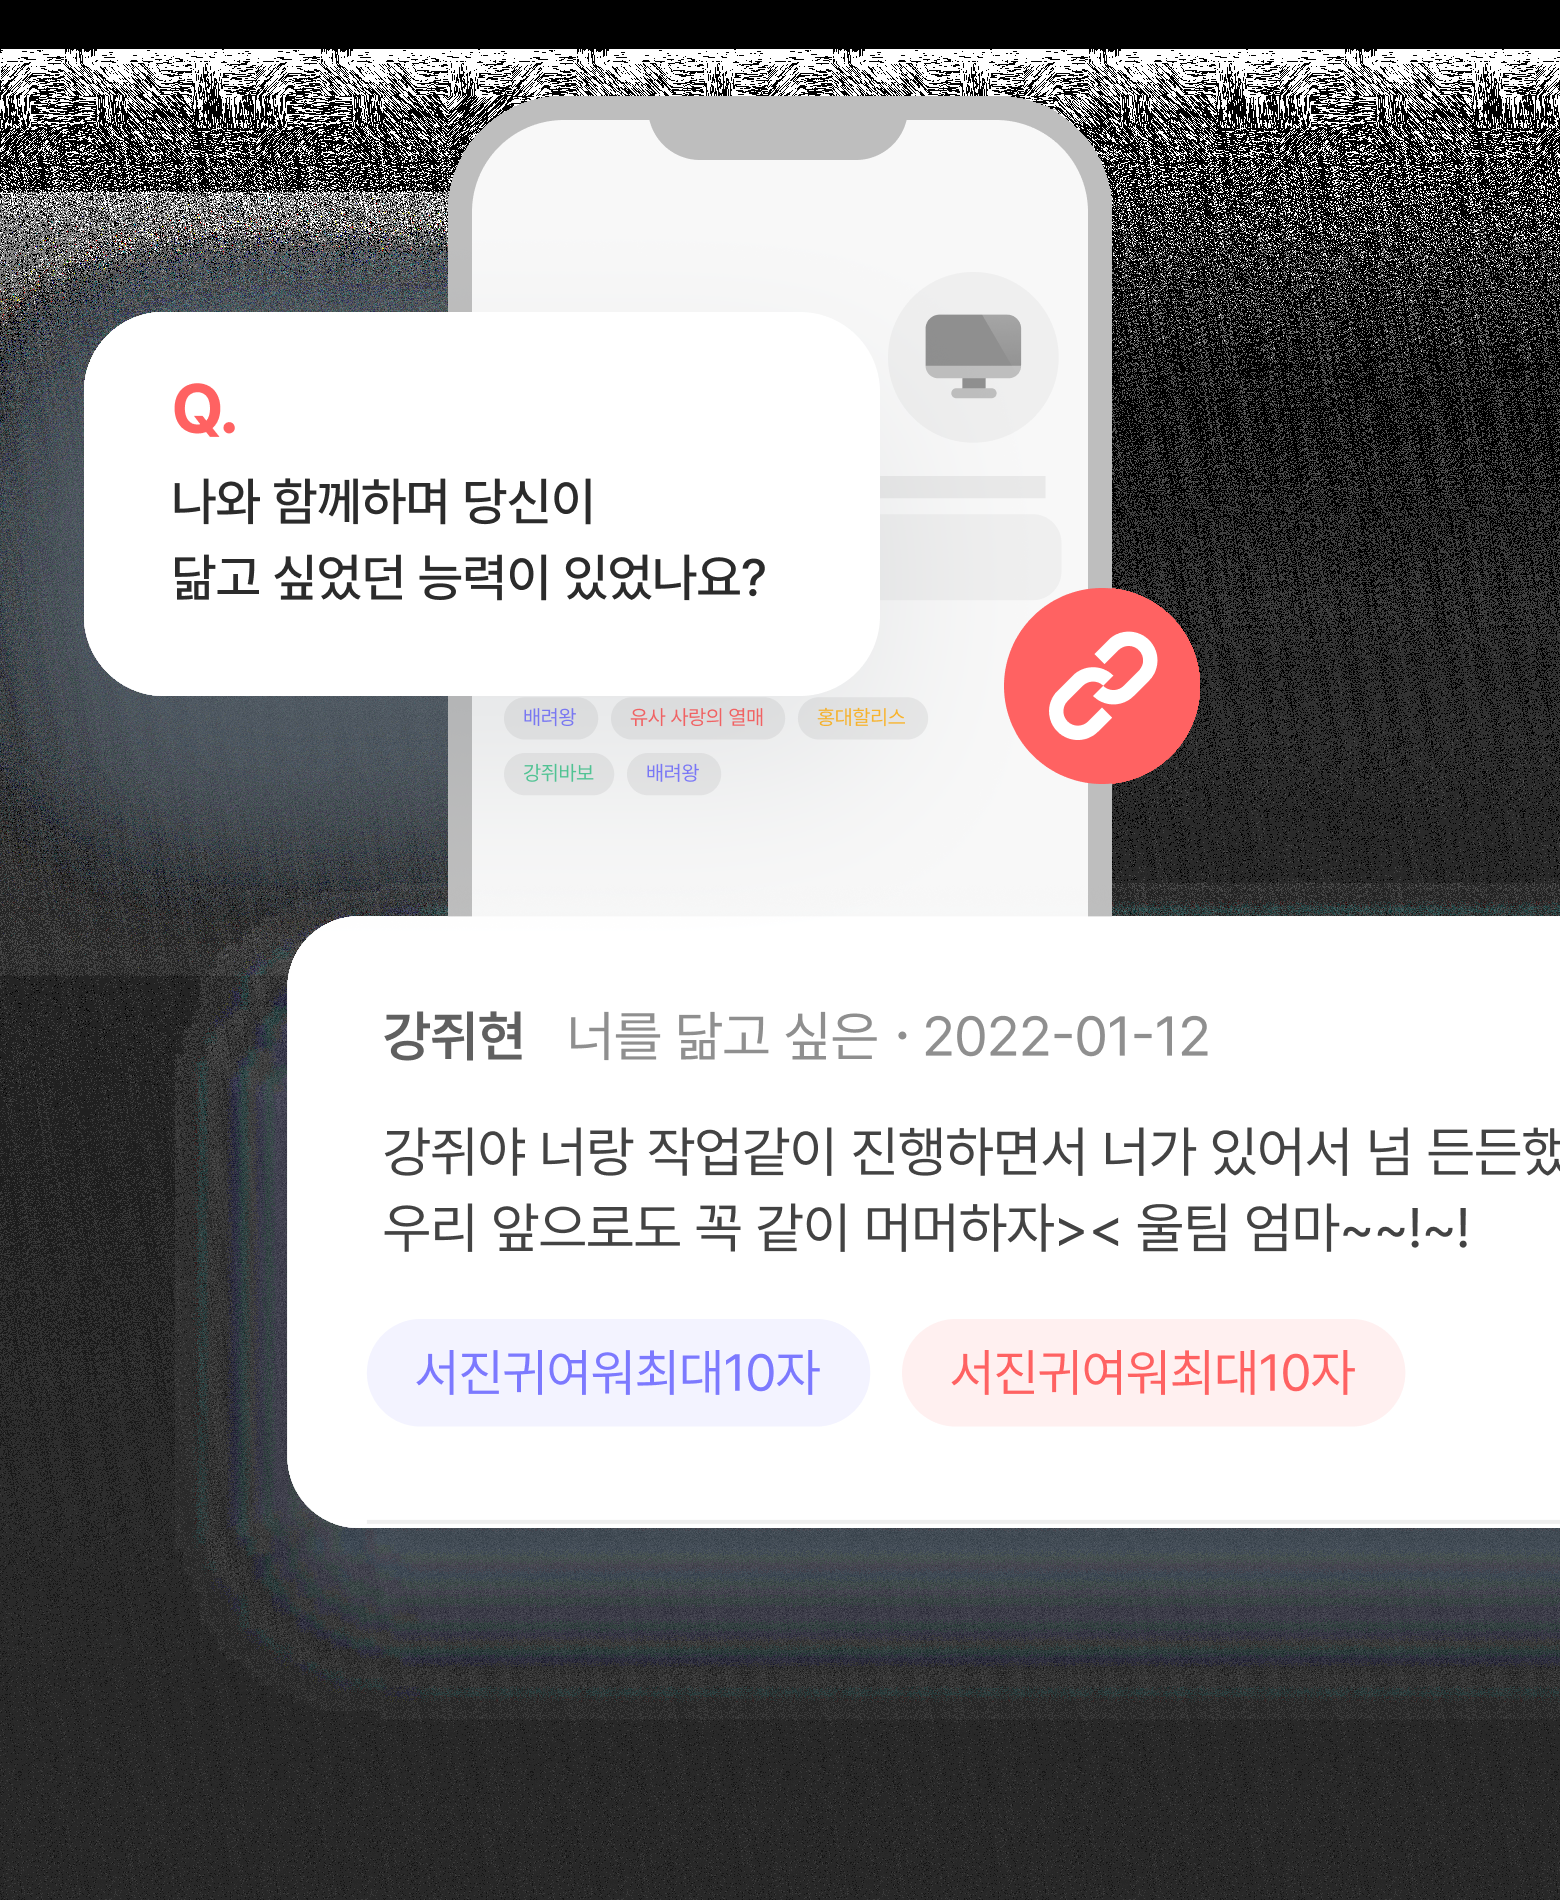 Q.
나와 함께하며 당신이
닮고 싶었던 능력이 있었나요?
배려왕 유사 사랑의 열매 홍대할리스
강쥐바보 배려왕
강쥐현 너를 닮고 싶은 · 2022-01-12
강쥐야 너랑 작업같이 진행하면서 너가 있어서 넘 든든했
우리 앞으로도 꼭 같이 머머하자>< 울팀 엄마~~!~!
서진귀여워최대10자 서진귀여워최대10자